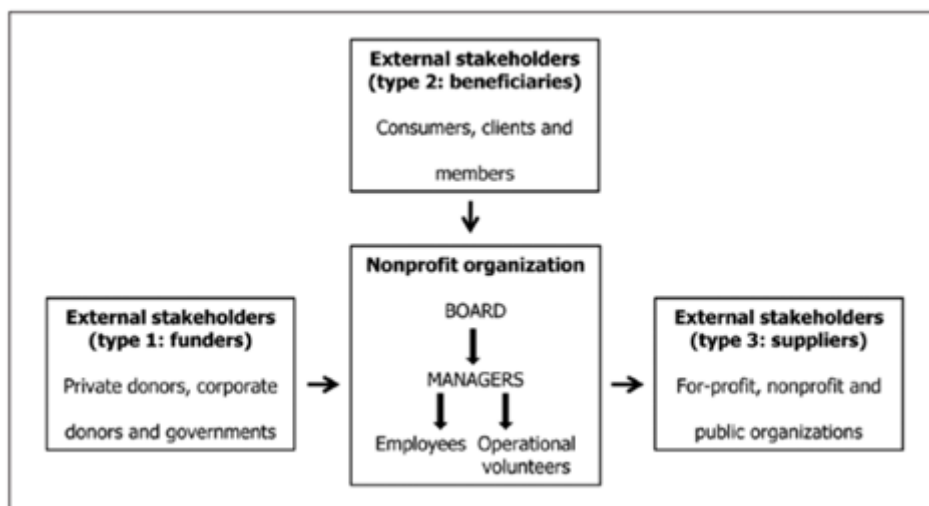 External stakeholders
(type 2: beneficiaries)
Consumers, clients and
members
Nonprofit organization
BOARD
MANAGERS
Employees
Operational
volunteers
External stakeholders
(type 1: funders)
Private donors, corporate
donors and governments
External stakeholders
(type 3: suppliers)
For-profit, nonprofit and
public organizations